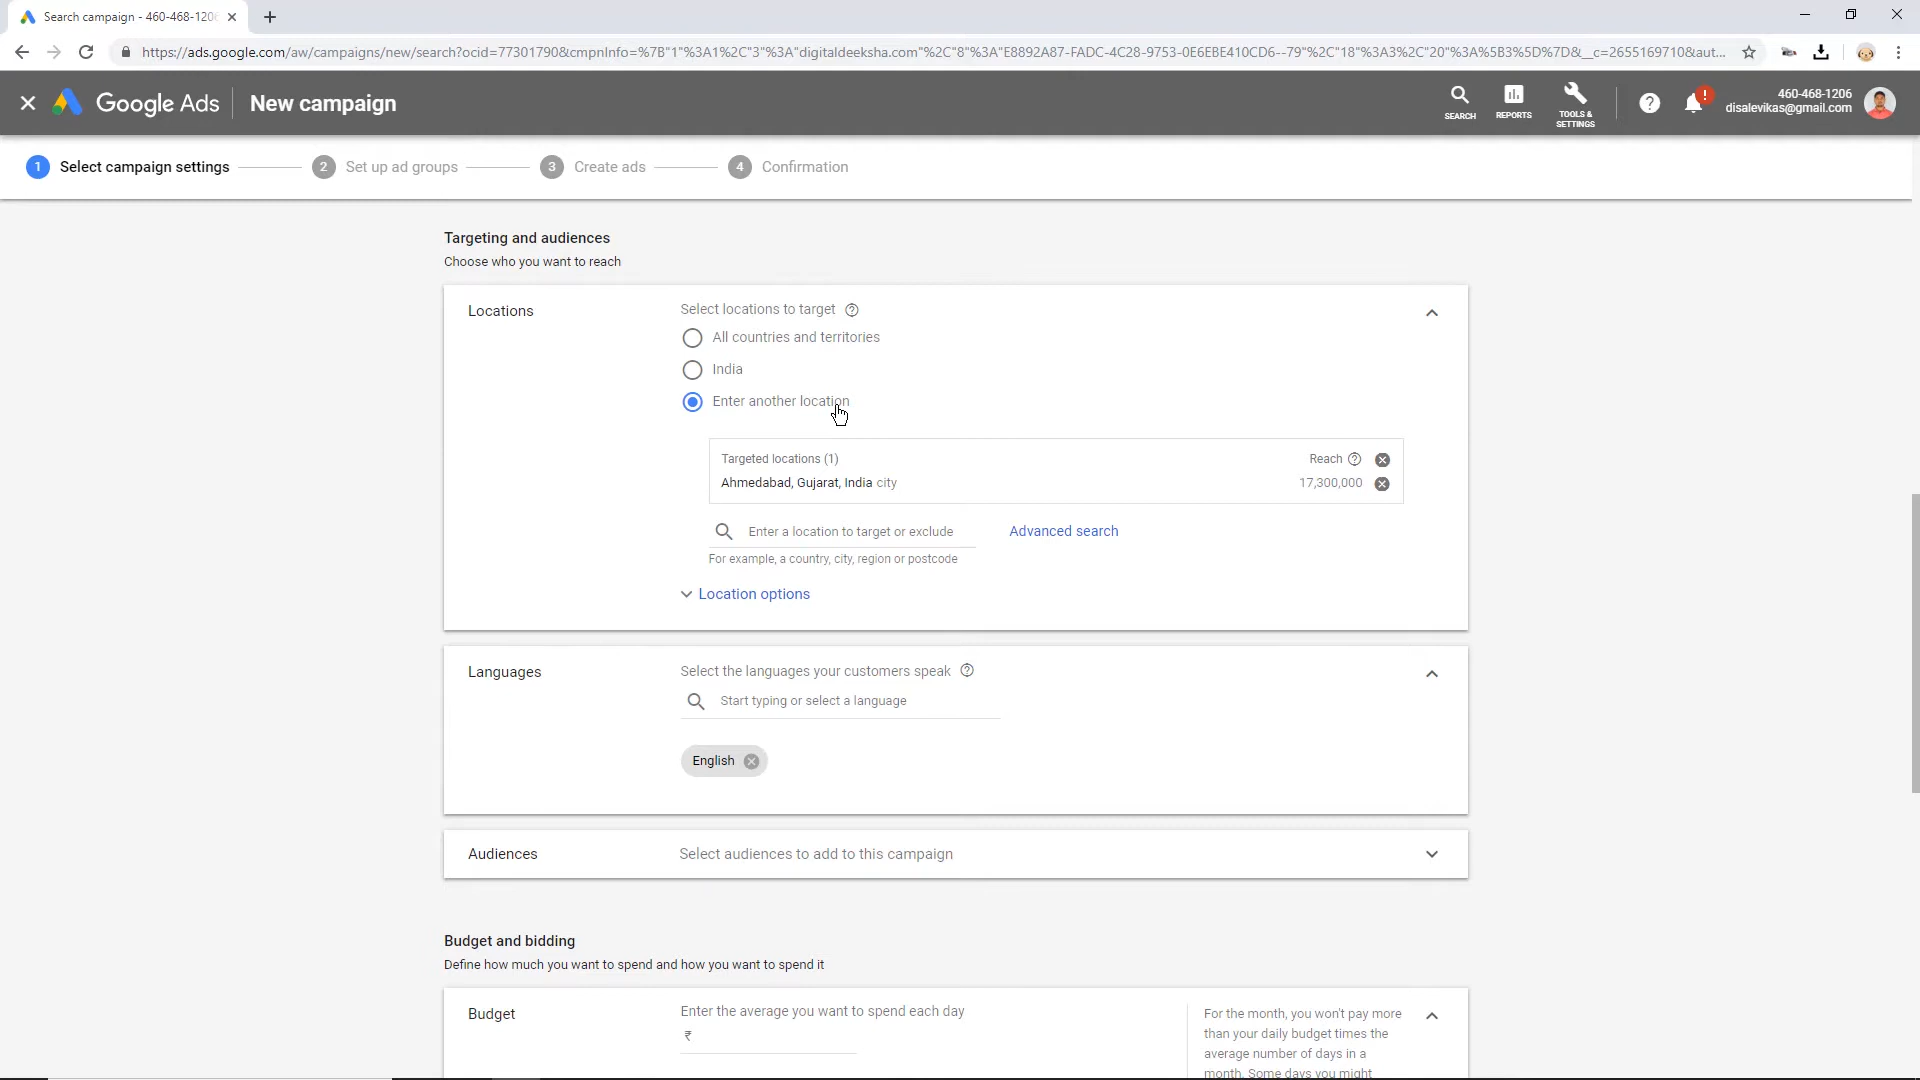 Search campaign - 460-468-120
https://ads.google.com/aw/campaigns/new/search?ocid=77301790&cmpnInfo=%7B"1"%3A1%2C"3"%3A"digitaldeeksha.com"%2C"8"%3A"E8892A87-FADC-4C28-9753-0E6EBE410CD6--79"%2C"18"%3A3%2C"20"%3A%5B3%5D%7D&__c=2655169710&aut...
Google Ads
New campaign
SEARCH
REPORTS
TOOLS &
SETTINGS
460-468-1206
disalevikas@gmail.com
1 Select campaign settings
2 Set up ad groups
3 Create ads
4 Confirmation
Targeting and audiences
Choose who you want to reach
Locations
Select locations to target
All countries and territories
India
Enter another location
Targeted locations (1)
Reach
Ahmedabad, Gujarat, India city
17,300,000
Enter a location to target or exclude
Advanced search
For example, a country, city, region or postcode
Location options
Languages
Select the languages your customers speak
Start typing or select a language
English
Audiences
Select audiences to add to this campaign
Budget and bidding
Define how much you want to spend and how you want to spend it
Budget
Enter the average you want to spend each day
₹
For the month, you won't pay more
than your daily budget times the
average number of days in a
month. Some days you might